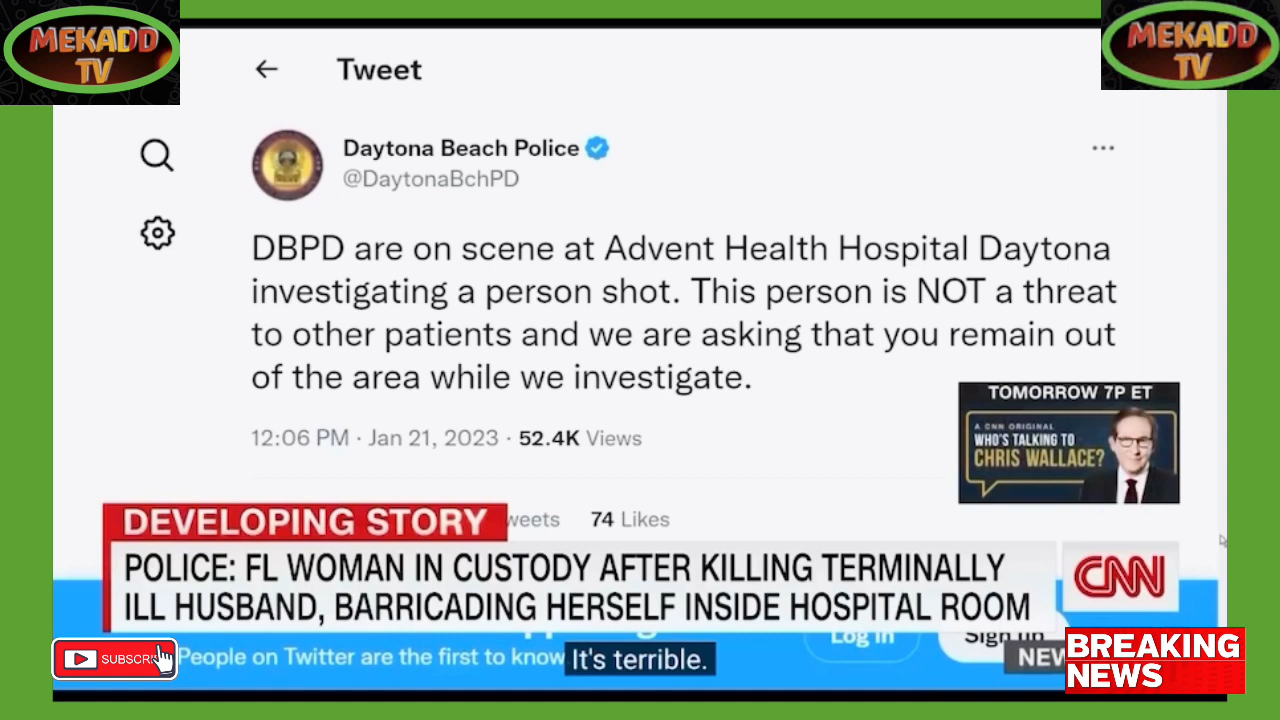 MEKADD
TV
MEKADD
TV
Tweet
Daytona Beach Police
@DaytonaBchPD
DBPD are on scene at Advent Health Hospital Daytona
investigating a person shot. This person is NOT a threat
to other patients and we are asking that you remain out
of the area while we investigate.
12:06 PM · Jan 21, 2023 · 52.4K Views
TOMORROW 7P ET
A CNN ORIGINAL
WHO'S TALKING TO
CHRIS WALLACE?
74 Likes
DEVELOPING STORY
POLICE: FL WOMAN IN CUSTODY AFTER KILLING TERMINALLY
ILL HUSBAND, BARRICADING HERSELF INSIDE HOSPITAL ROOM
CNN
Log in
Sign up
People on Twitter are the first to know
It's terrible.
BREAKING
NEWS